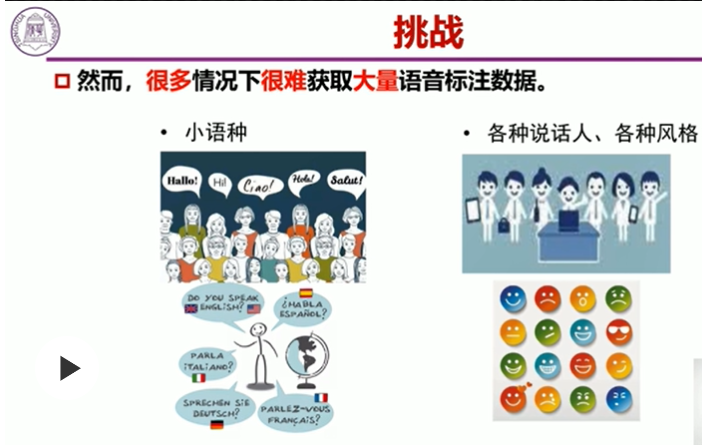 TSINGHUA UNIVERSITY
挑战
然而，很多情况下很难获取大量语音标注数据。
• 小语种
• 各种说话人、各种风格
Hallo!
Hi!
Ciao!
Hola!
Salut!
DO YOU SPEAK
ENGLISH?
¿HABLA
ESPAÑOL?
PARLA
iTALiANO?
SPRECHEN SiE
DEUTSCH?
PARLEZ-VOUS
FRANÇAIS?